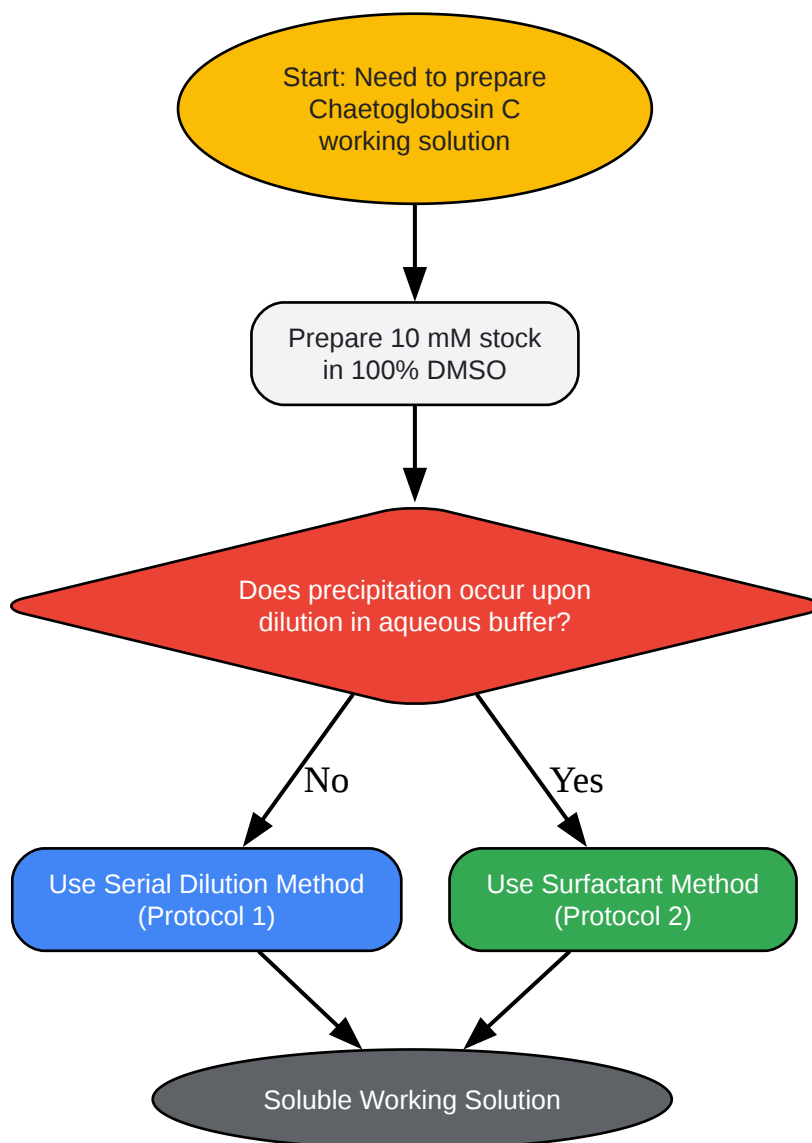 Start: Need to prepare
Chaetoglobosin C
working solution
Prepare 10 mM stock
in 100% DMSO
Does precipitation occur upon
dilution in aqueous buffer?
No
Yes
Use Serial Dilution Method
(Protocol 1)
Use Surfactant Method
(Protocol 2)
Soluble Working Solution